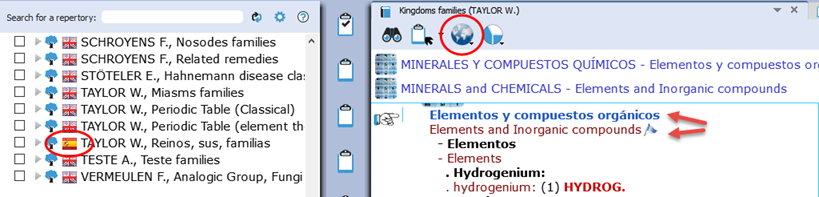 Search for a repertory:
SCHROYENS F., Nosodes families
SCHROYENS F., Related remedies
STÖTELER E., Hahnemann disease clas
TAYLOR W., Miasms families
TAYLOR W., Periodic Table (Classical)
TAYLOR W., Periodic Table (element th
TAYLOR W., Reinos, sus, familias
TESTE A., Teste families
VERMEULEN F., Analogic Group, Fungi
Kingdoms families (TAYLOR W.)
MINERALES Y COMPUESTOS QUÍMICOS - Elementos y compuestos or
MINERALS and CHEMICALS - Elements and Inorganic compounds
Elementos y compuestos orgánicos
Elements and Inorganic compounds
- Elementos
- Elements
. Hydrogenium:
. hydrogenium: (1) HYDROG.